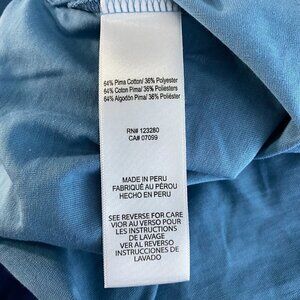 64% Pima Cotton/ 36% Polyester
64% Coton Pima/ 36% Poliesters
64% Algodón Pima/ 36% Poliéster
RN# 123280
CA# 07099
MADE IN PERU
FABRIQUÉ AU PÉROU
HECHO EN PERU
SEE REVERSE FOR CARE
VIOR AU VERSO POUR
LES INSTRUCTIONS
DE LAVAGE
VER AL REVERSO
INSTRUCCIONES DE
LAVADO